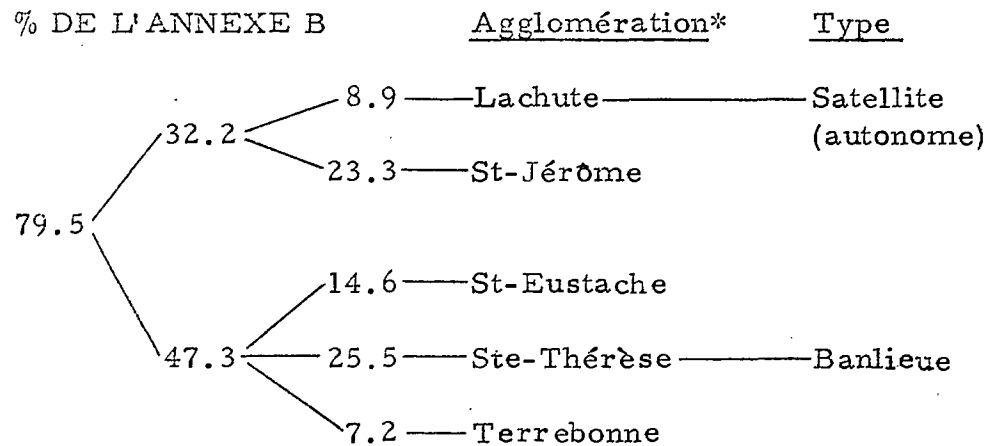 % DE L'ANNEXE B Agglomération* Type
8.9 Lachute Satellite
32.2 (autonome)
23.3 St-Jérôme
79.5
14.6 St-Eustache
47.3 25.5 Ste-Thérèse Banlieue
7.2 Terrebonne